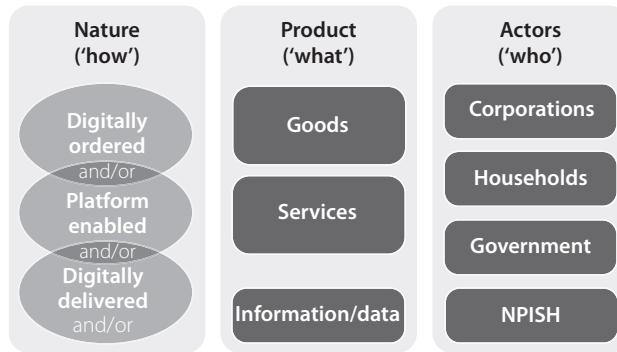 Nature
('how')
Digitally
ordered
and/or
Platform
enabled
and/or
Digitally
delivered
and/or
Product
('what')
Goods
Services
Information/data
Actors
('who')
Corporations
Households
Government
NPISH